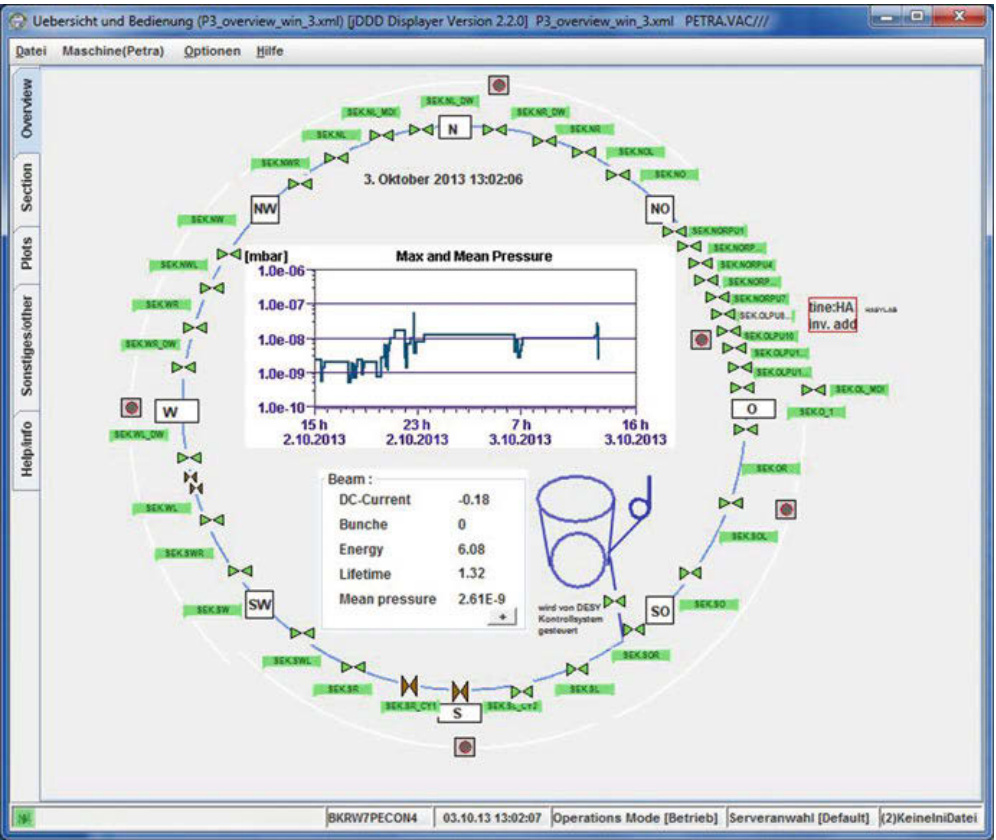 Uebersicht und Bedienung (P3_overview_win_3.xml) [jDDD Displayer Version 2.2.0] P3_overview_win_3.xml PETRA.VAC///
Datei Maschine(Petra) Optionen Hilfe
Overview
Section
Plots
Sonstiges/other
Help/info
SEK.NL_DW
SEK.NL_MDI
SEK.NR_DW
SEK.NL
SEK.NR
N
SEK.NWR
SEK.NOL
SEK.NO
3. Oktober 2013 13:02:06
NW
NO
SEK.NW
SEK.NORPU1
SEK.NORP...
SEK.NWL
SEK.NORPU4
SEK.NORP...
SEK.WR
SEK.NORPU7
SEK.OLPU8...
tine:HA
inv. add
HASYLAB
SEK.WR_DW
SEK.OLPU10
SEK.OLPU1...
SEK.OLPU1...
[mbar] Max and Mean Pressure
1.0e-06
1.0e-07
1.0e-08
1.0e-09
1.0e-10
15 h 23 h 7 h 16 h
2.10.2013 2.10.2013 3.10.2013 3.10.2013
SEK.OL_MDI
W
O
SEK.O_1
SEK.WL_DW
SEK.OR
SEK.WL
SEK.SOL
SEK.SWR
Beam :
DC-Current -0.18
Bunche 0
Energy 6.08
Lifetime 1.32
Mean pressure 2.61E-9
+
wird von DESY
Kontrollsystem
gesteuert
SW
SO
SEK.SW
SEK.SO
SEK.SWL
SEK.SOR
SEK.SR
SEK.SL
SEK.SR_CY1
SEK.SL_CY2
S
BKRW7PECON4 03.10.13 13:02:07 Operations Mode [Betrieb] Serveranwahl [Default] (2)KeineIniDatei